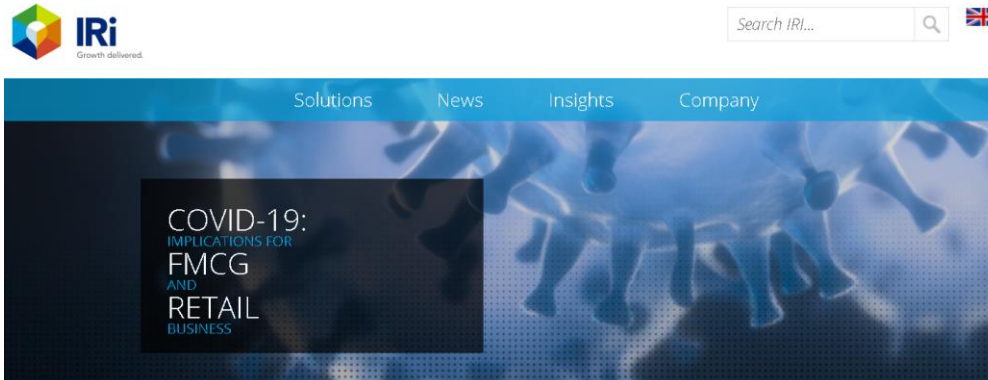 IRi
Growth delivered.
Search IRI...
Solutions News Insights Company
COVID-19:
IMPLICATIONS FOR
FMCG
AND
RETAIL
BUSINESS